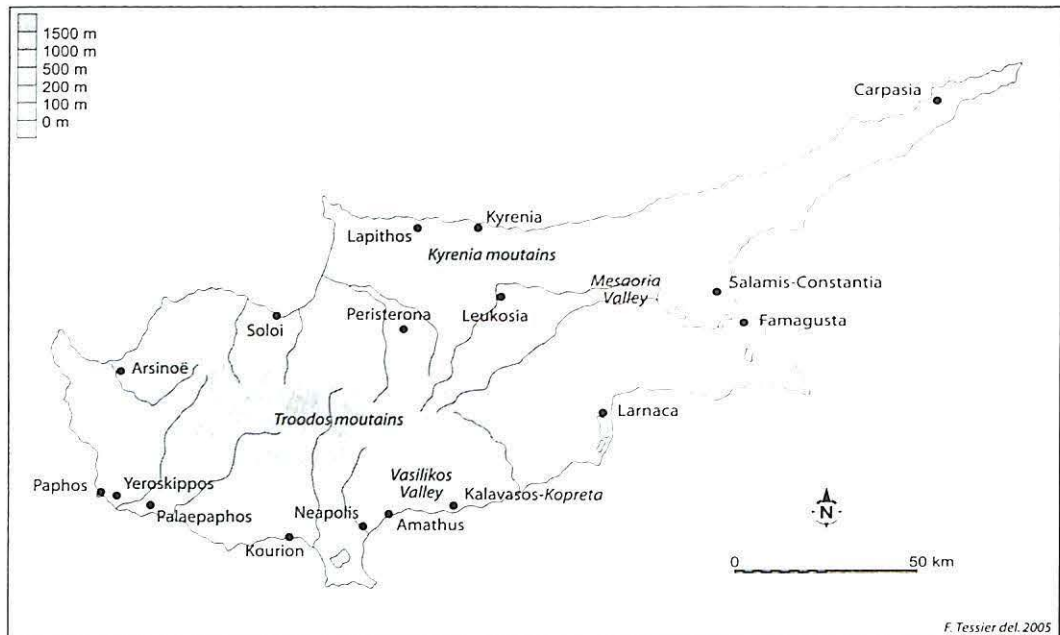 1500 m
1000 m
500 m
200 m
100 m
0 m
Carpasia
Kyrenia
Lapithos
Kyrenia moutains
Mesaoria
Valley
Salamis-Constantia
Leukosia
Peristerona
Soloi
Famagusta
Arsinoë
Larnaca
Troodos moutains
Vasilikos
Valley
Paphos
Yeroskippos
Kalavasos-Kopreta
Palaepaphos
Neapolis
Amathus
Kourion
N
0 50 km
F. Tessier del. 2005